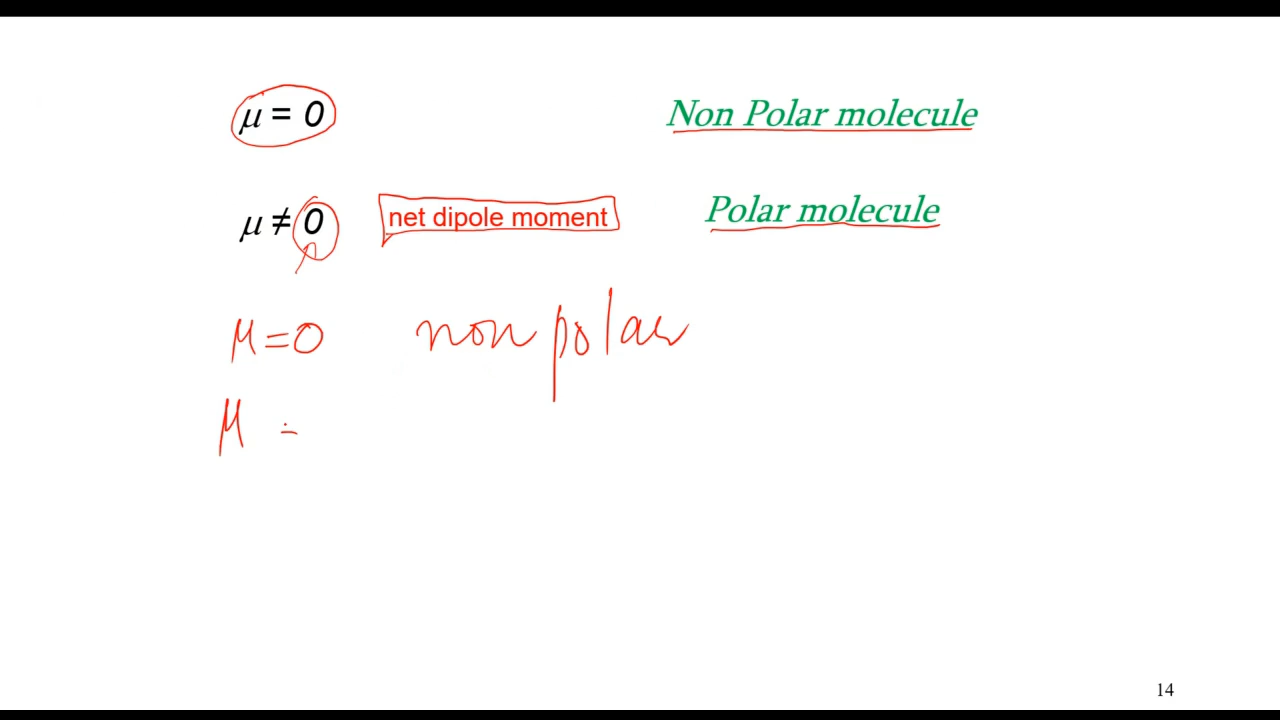 μ = 0 Non Polar molecule
μ ≠ 0 net dipole moment Polar molecule
μ = 0 non polar
μ =
14